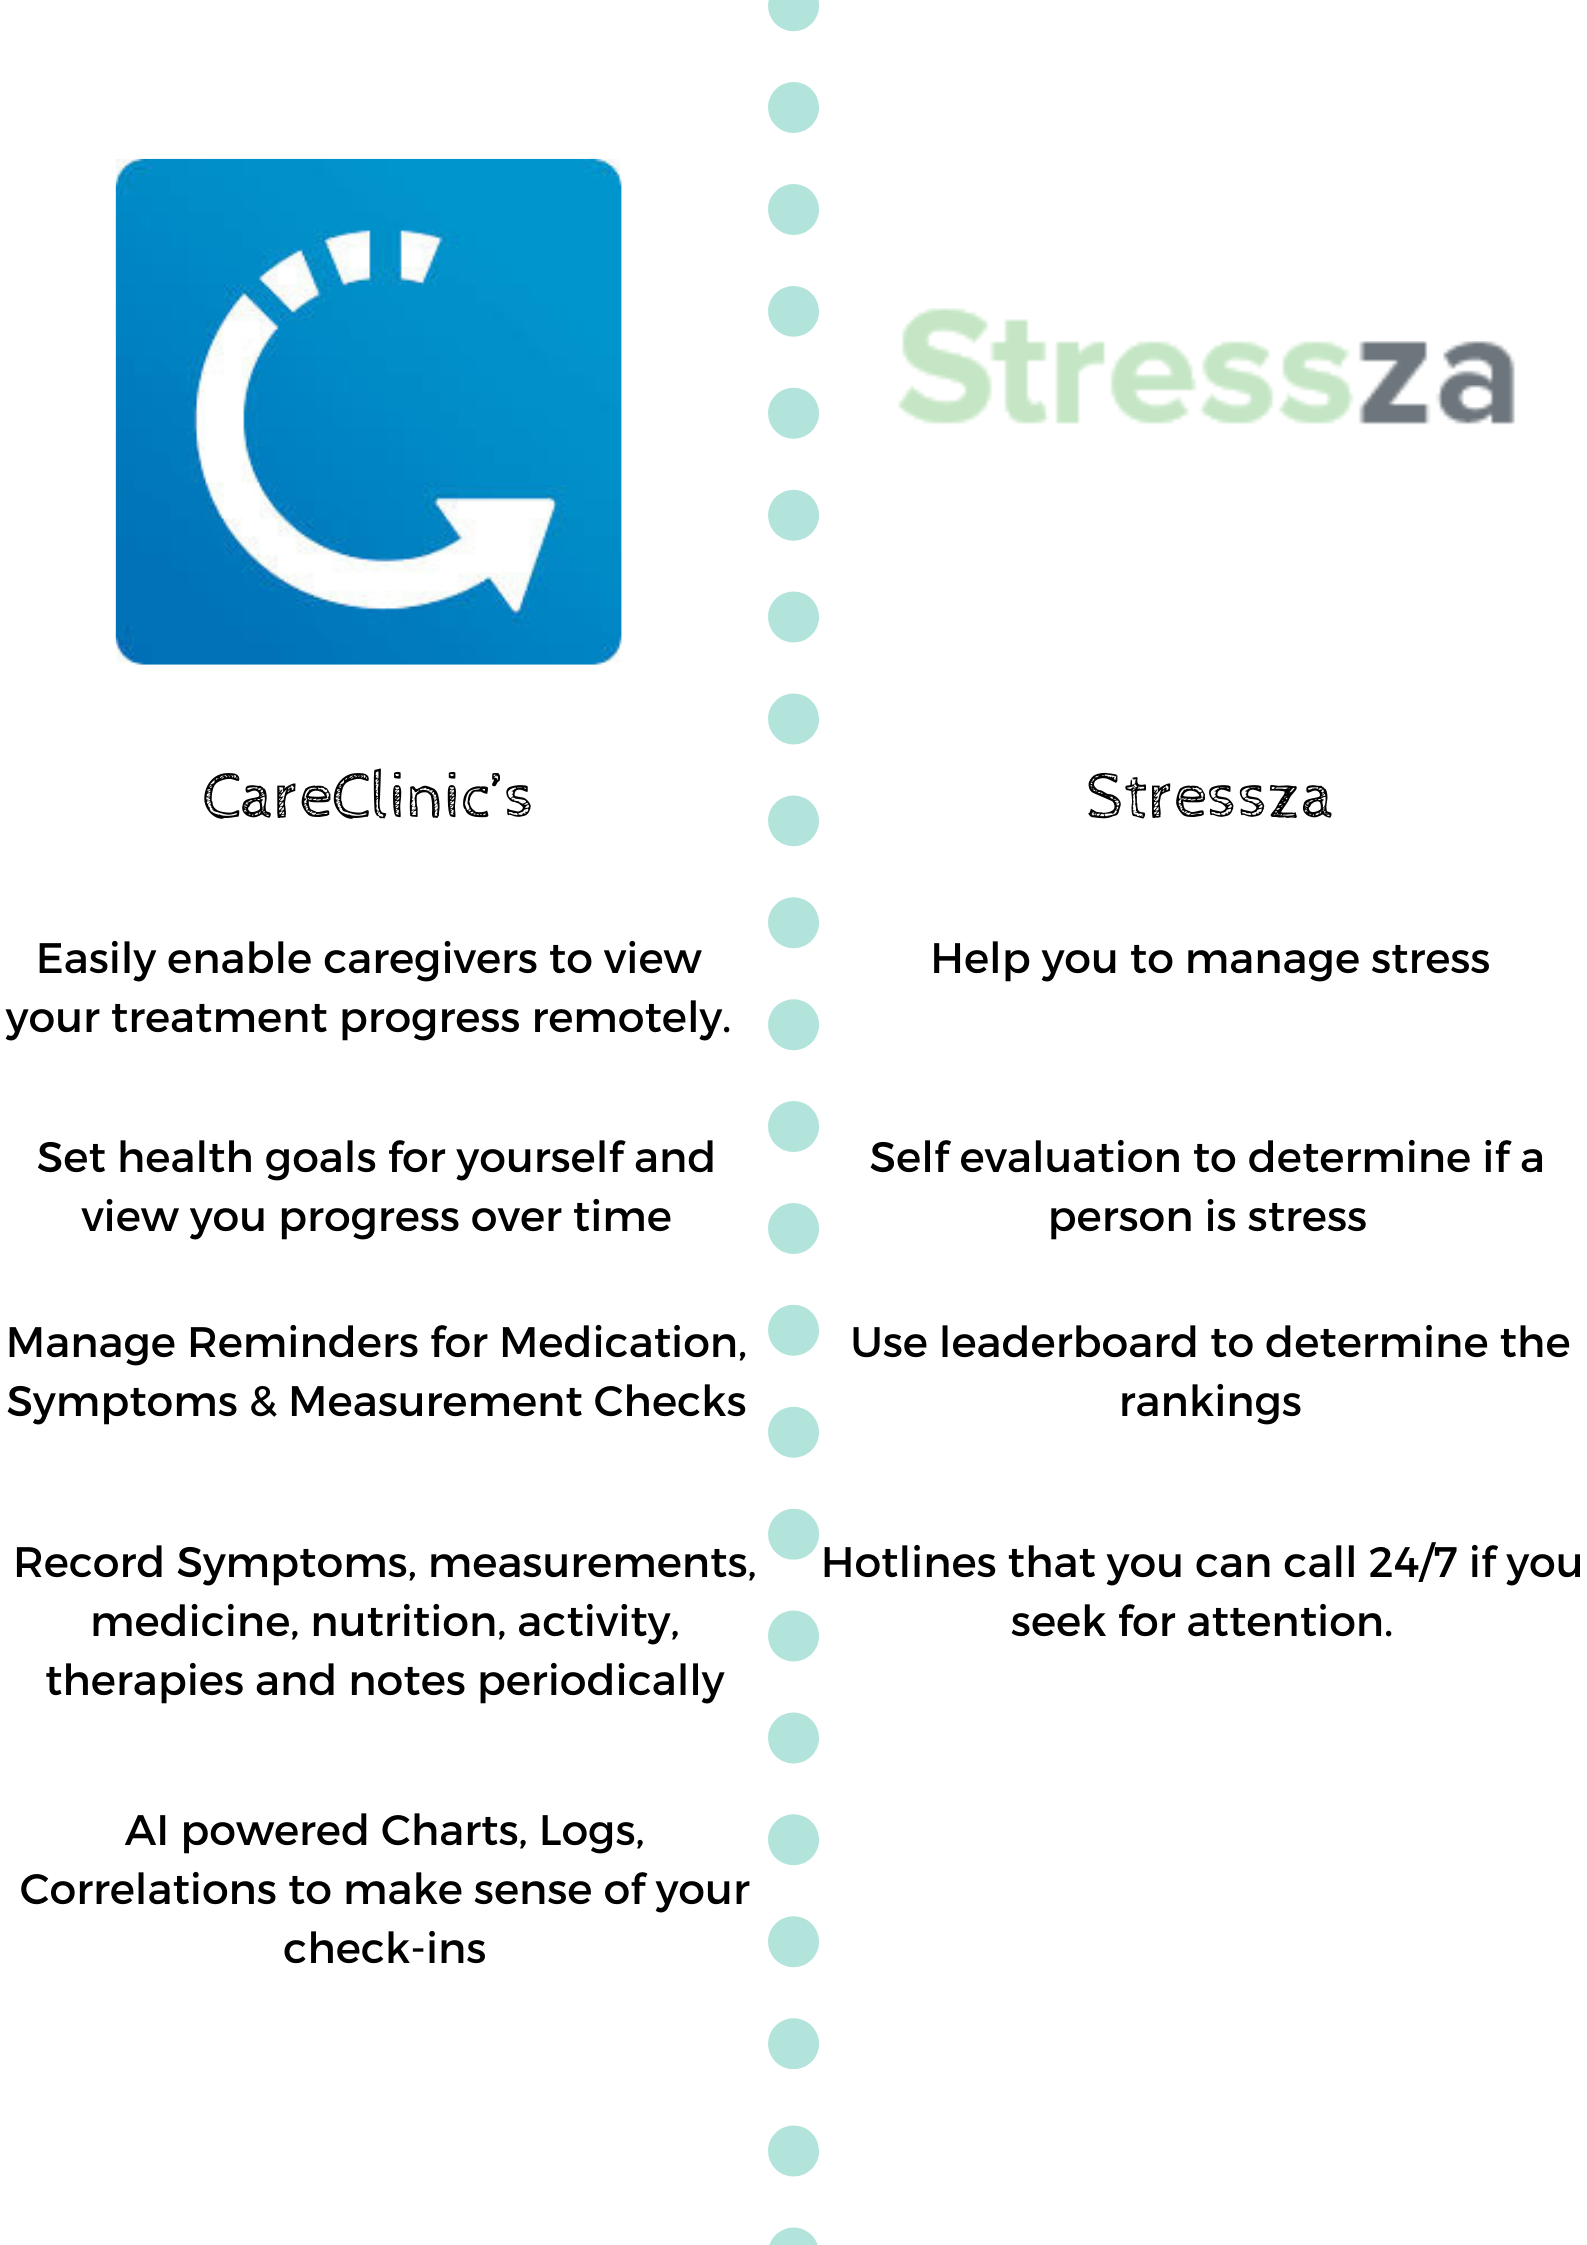 Stressza
CareClinic's
Easily enable caregivers to view
your treatment progress remotely.
Set health goals for yourself and
view you progress over time
Manage Reminders for Medication,
Symptoms & Measurement Checks
Record Symptoms, measurements,
medicine, nutrition, activity,
therapies and notes periodically
AI powered Charts, Logs,
Correlations to make sense of your
check-ins
Stressza
Help you to manage stress
Self evaluation to determine if a
person is stress
Use leaderboard to determine the
rankings
Hotlines that you can call 24/7 if you
seek for attention.